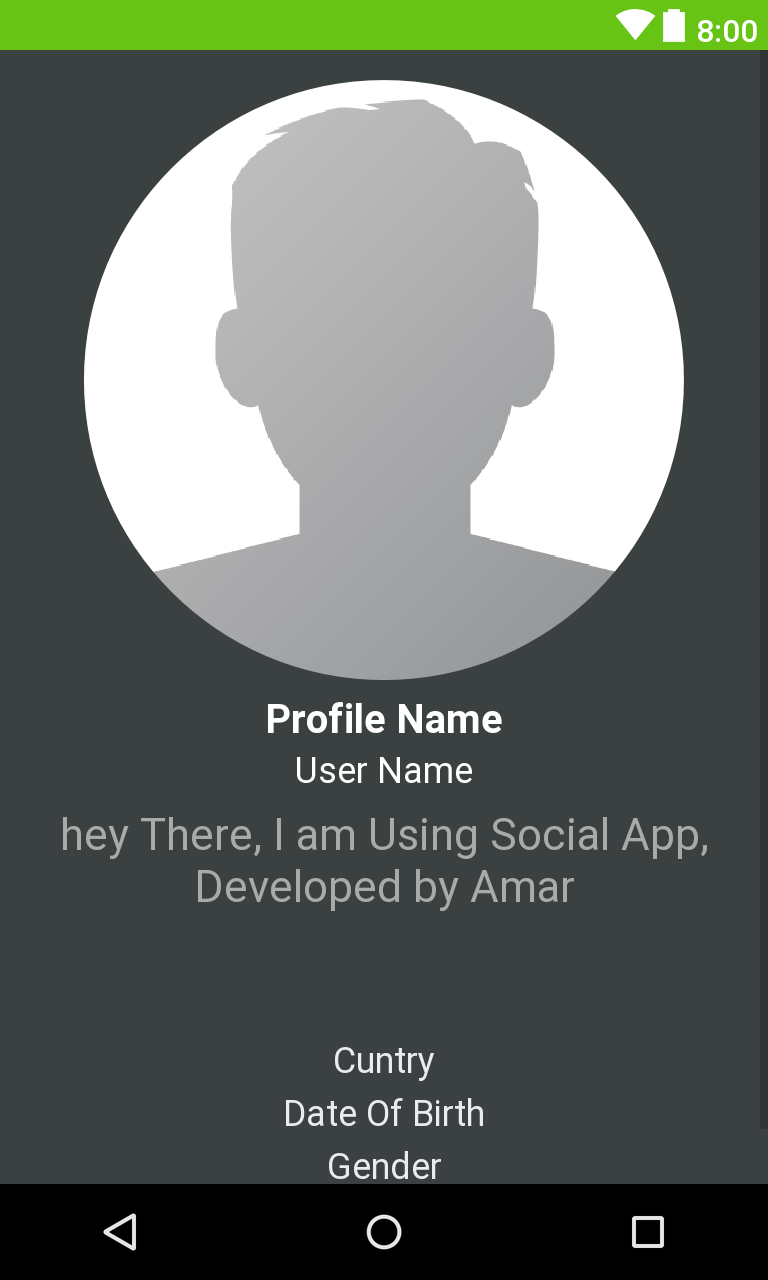 8:00
Profile Name
User Name
hey There, I am Using Social App,
Developed by Amar
Cuntry
Date Of Birth
Gender